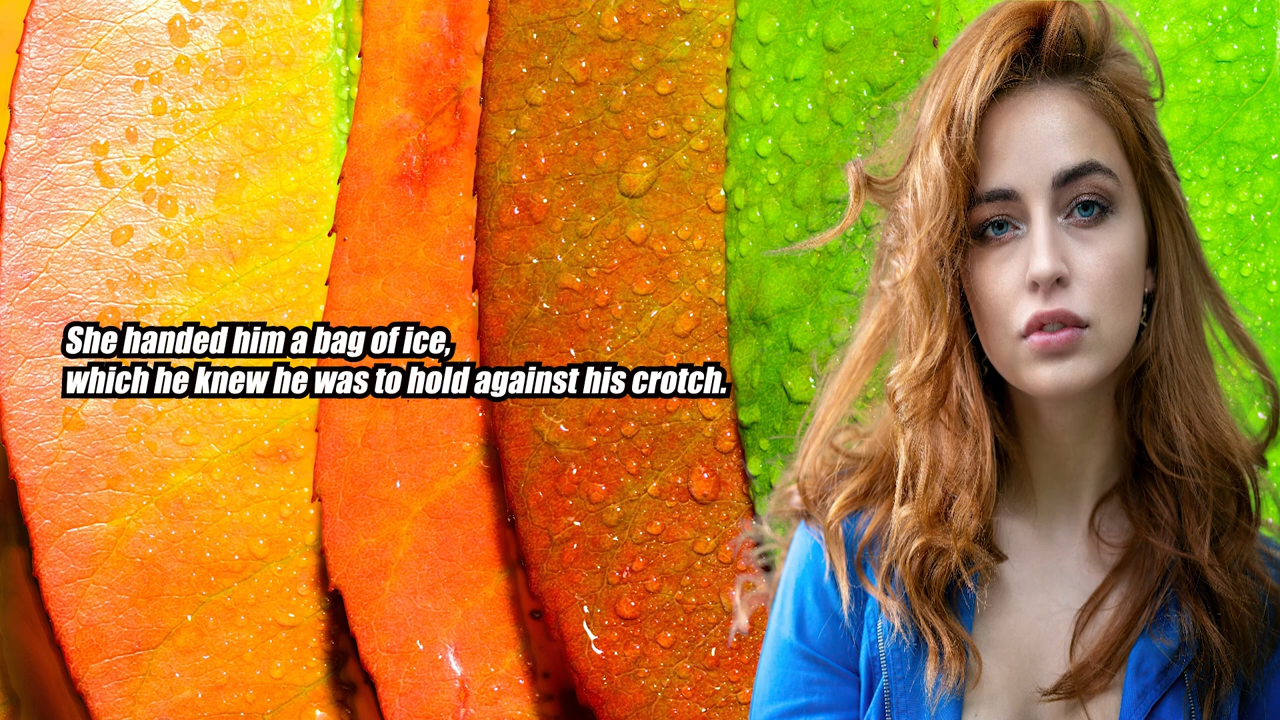 She handed him a bag of ice,
which he knew he was to hold against his crotch.